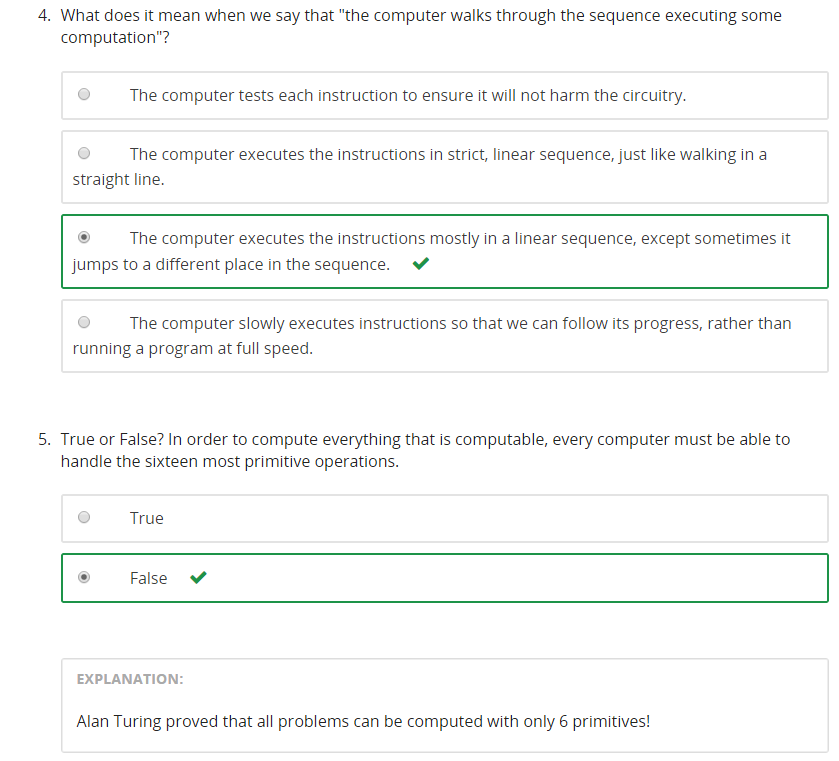 4. What does it mean when we say that "the computer walks through the sequence executing some
computation"?
The computer tests each instruction to ensure it will not harm the circuitry.
The computer executes the instructions in strict, linear sequence, just like walking in a
straight line.
The computer executes the instructions mostly in a linear sequence, except sometimes it
jumps to a different place in the sequence.
The computer slowly executes instructions so that we can follow its progress, rather than
running a program at full speed.
5. True or False? In order to compute everything that is computable, every computer must be able to
handle the sixteen most primitive operations.
True
False
EXPLANATION:
Alan Turing proved that all problems can be computed with only 6 primitives!